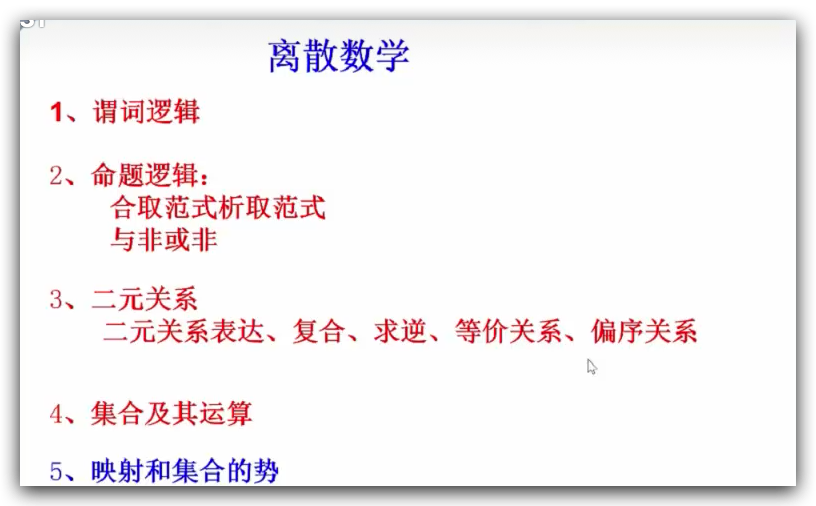 离散数学
1、谓词逻辑
2、命题逻辑：
合取范式析取范式
与非或非
3、二元关系
二元关系表达、复合、求逆、等价关系、偏序关系
4、集合及其运算
5、映射和集合的势